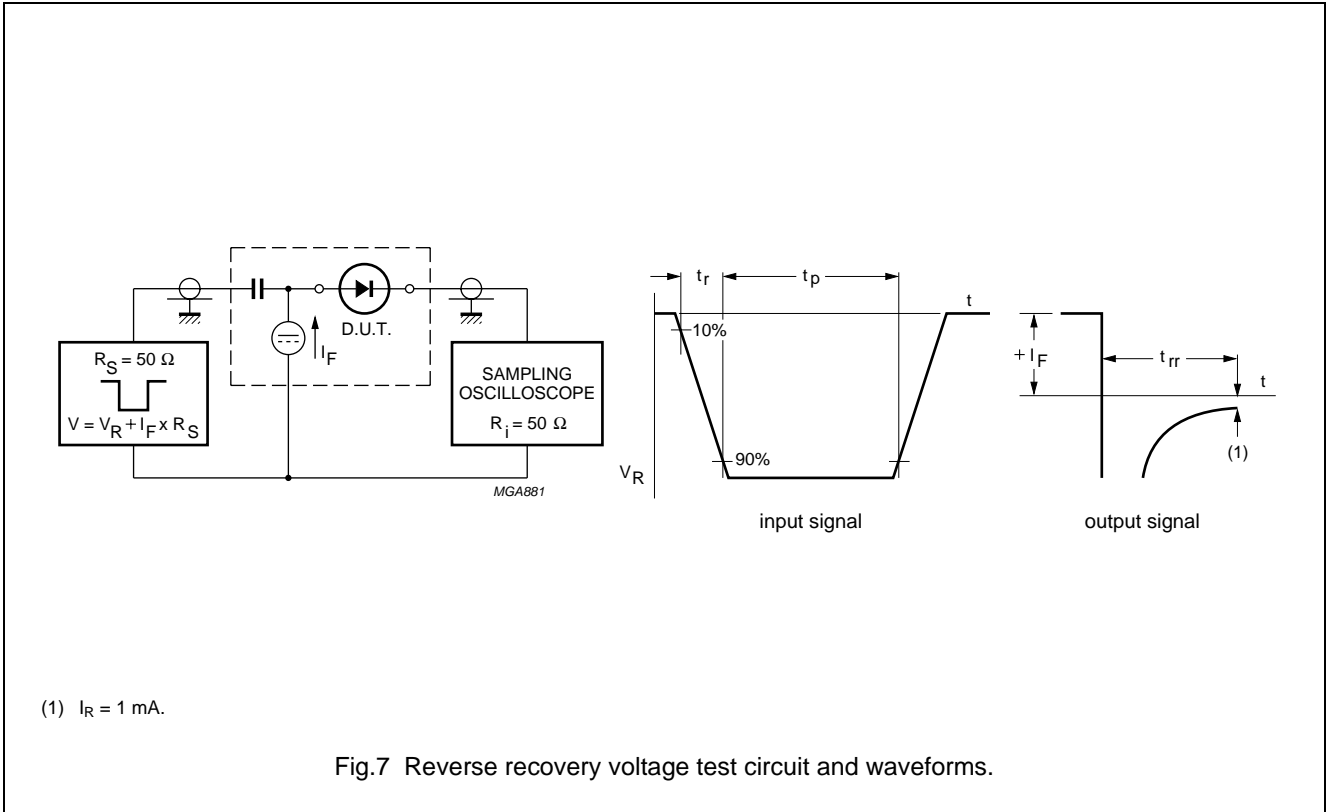 D.U.T.
I_F
R_S = 50 Ω
V = V_R + I_F x R_S
SAMPLING
OSCILLOSCOPE
R_i = 50 Ω
MGA881
t_r
t_p
t
10%
90%
V_R
input signal
+ I_F
t_rr
t
(1)
output signal
(1) I_R = 1 mA.
Fig.7 Reverse recovery voltage test circuit and waveforms.